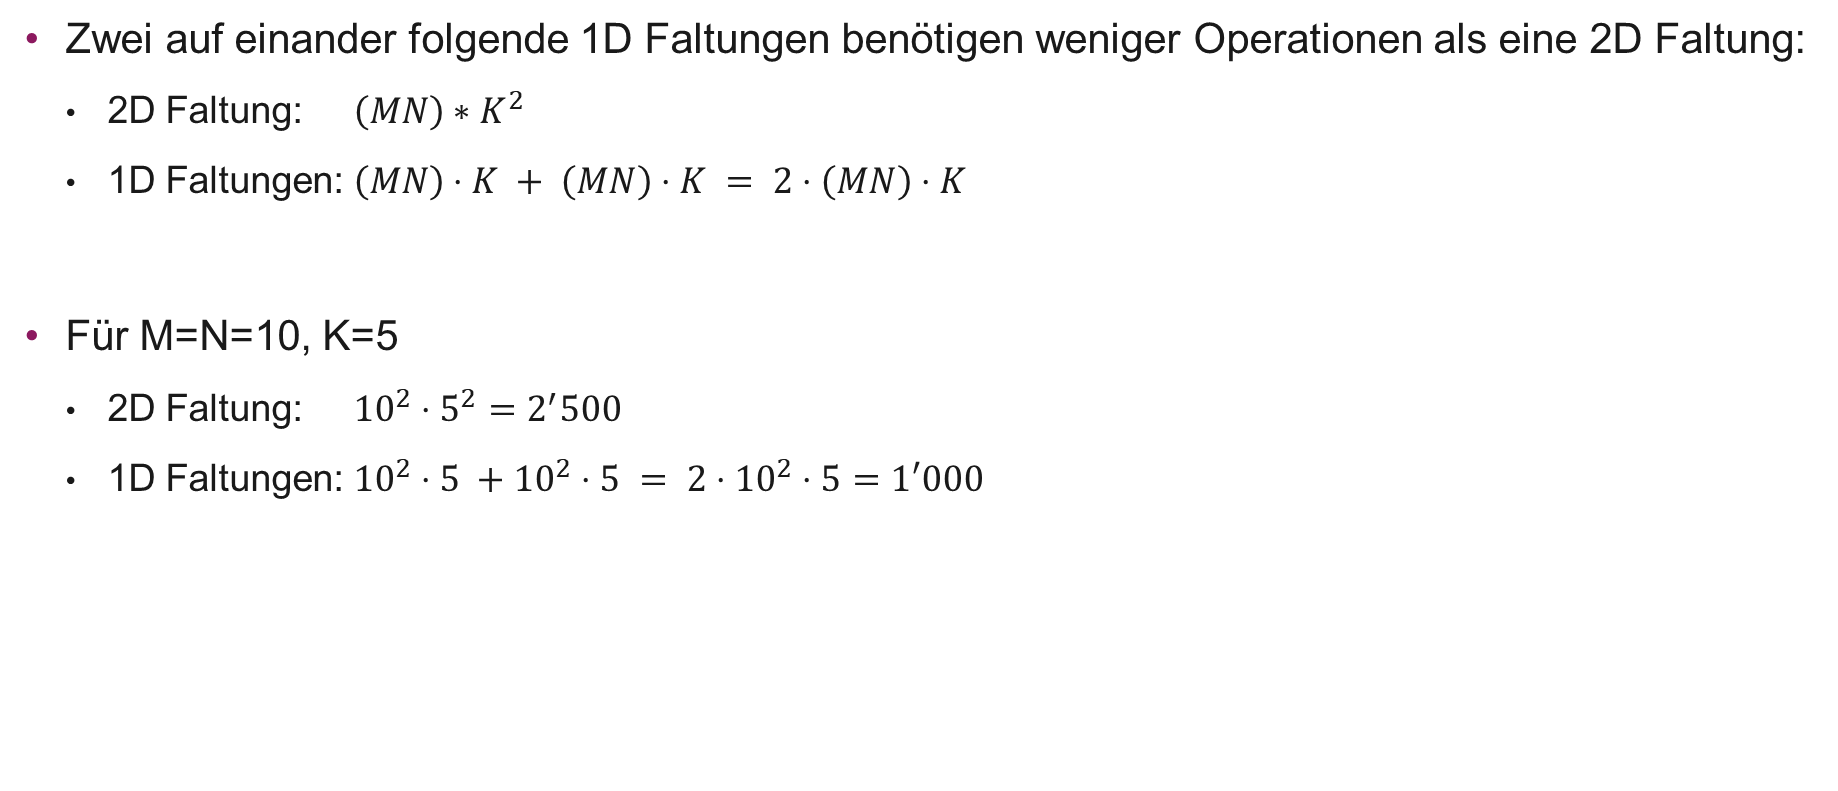 • Zwei auf einander folgende 1D Faltungen benötigen weniger Operationen als eine 2D Faltung:
• 2D Faltung: (MN) ∗ K²
• 1D Faltungen: (MN) · K + (MN) · K = 2 · (MN) · K
• Für M=N=10, K=5
• 2D Faltung: 10² · 5² = 2′500
• 1D Faltungen: 10² · 5 + 10² · 5 = 2 · 10² · 5 = 1′000